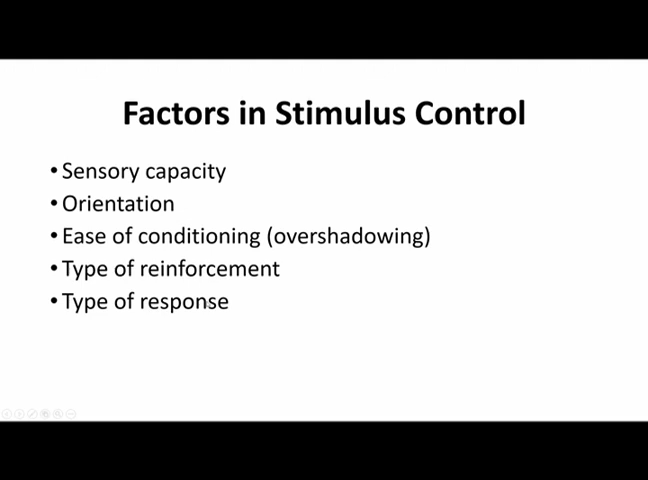 Factors in Stimulus Control
• Sensory capacity
• Orientation
• Ease of conditioning (overshadowing)
• Type of reinforcement
• Type of response